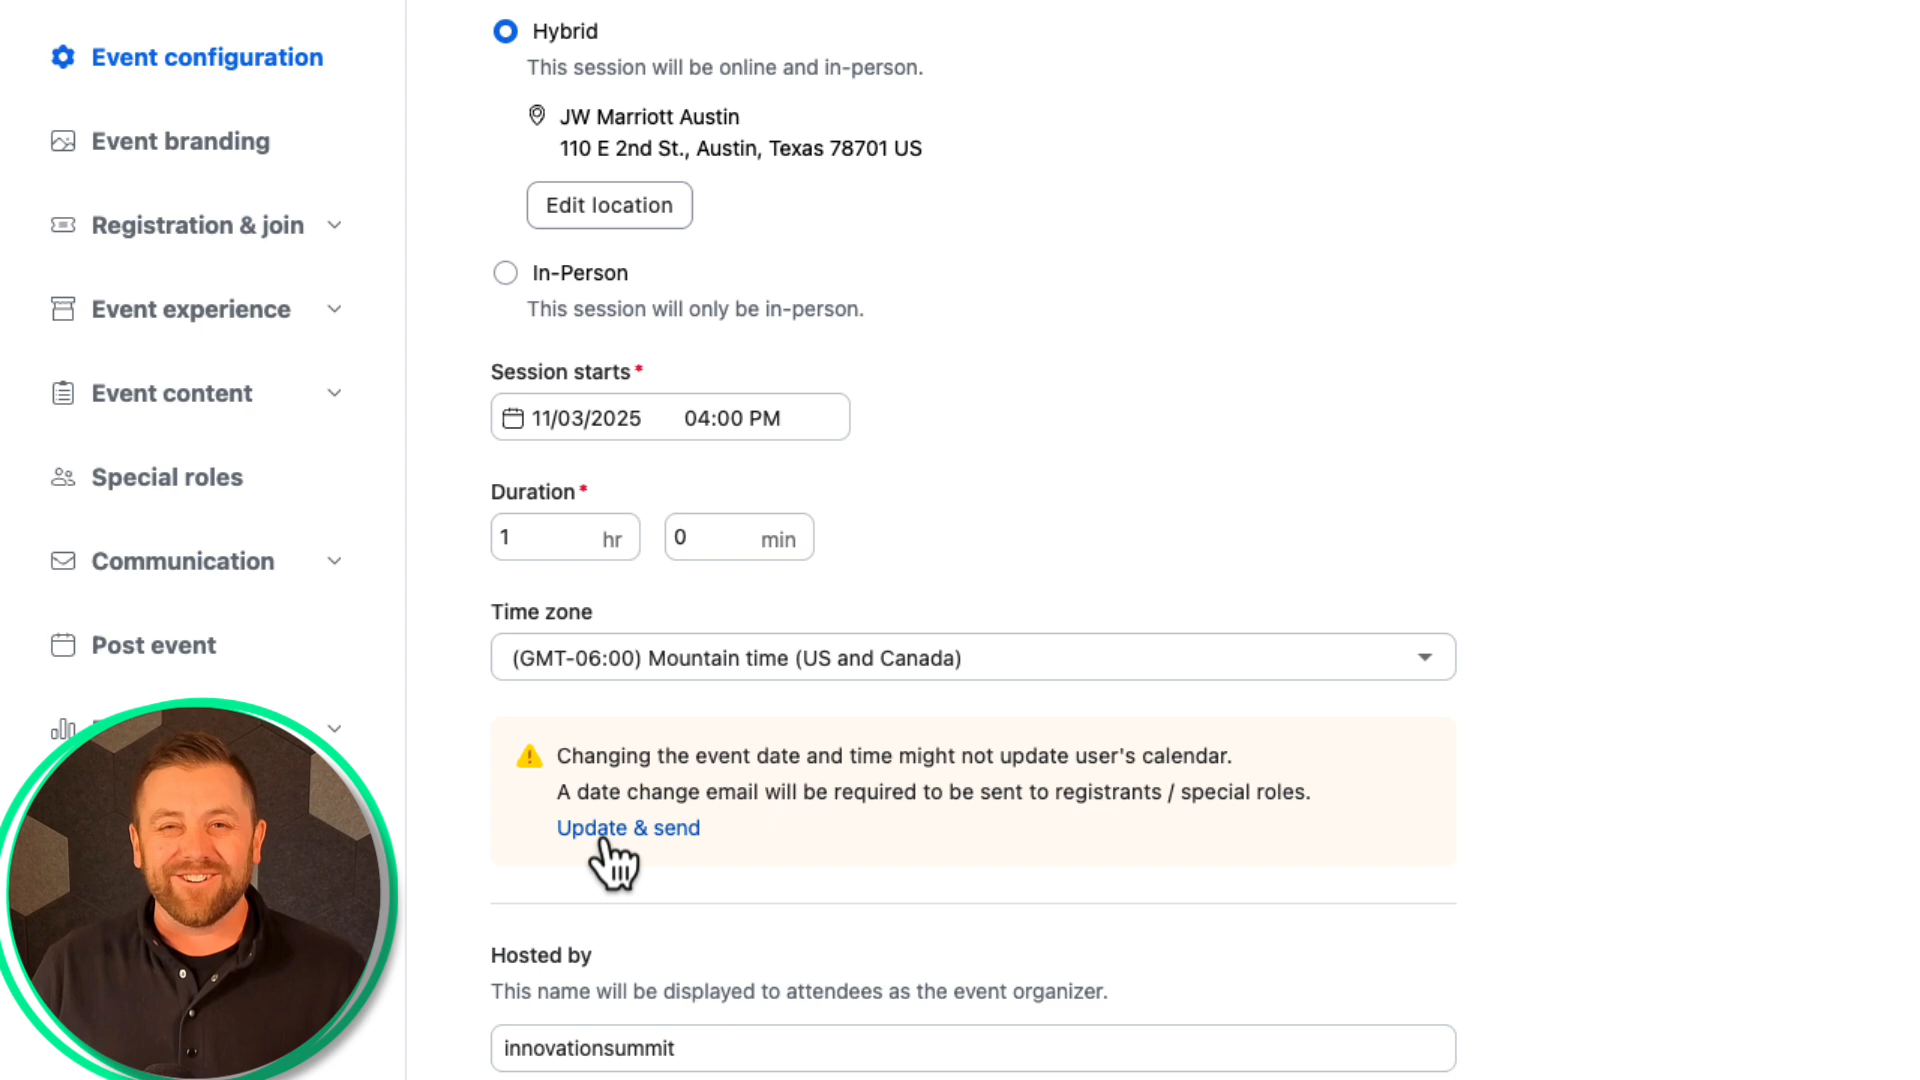 Event configuration
Event branding
Registration & join
Event experience
Event content
Special roles
Communication
Post event
Hybrid
This session will be online and in-person.
JW Marriott Austin
110 E 2nd St., Austin, Texas 78701 US
Edit location
In-Person
This session will only be in-person.
Session starts*
11/03/2025 04:00 PM
Duration*
1 hr 0 min
Time zone
(GMT-06:00) Mountain time (US and Canada)
Changing the event date and time might not update user's calendar.
A date change email will be required to be sent to registrants / special roles.
Update & send
Hosted by
This name will be displayed to attendees as the event organizer.
innovationsummit